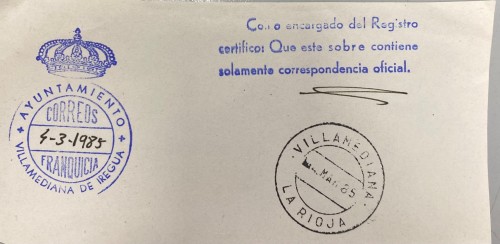 Como encargado del Registro
certifico: Que este sobre contiene
solamente correspondencia oficial.
AYUNTAMIENTO
CORREOS
4-3-1985
FRANQUICIA
VILLAMEDIANA DE IREGUA
VILLAMEDIANA
MAR. 85
LA RIOJA